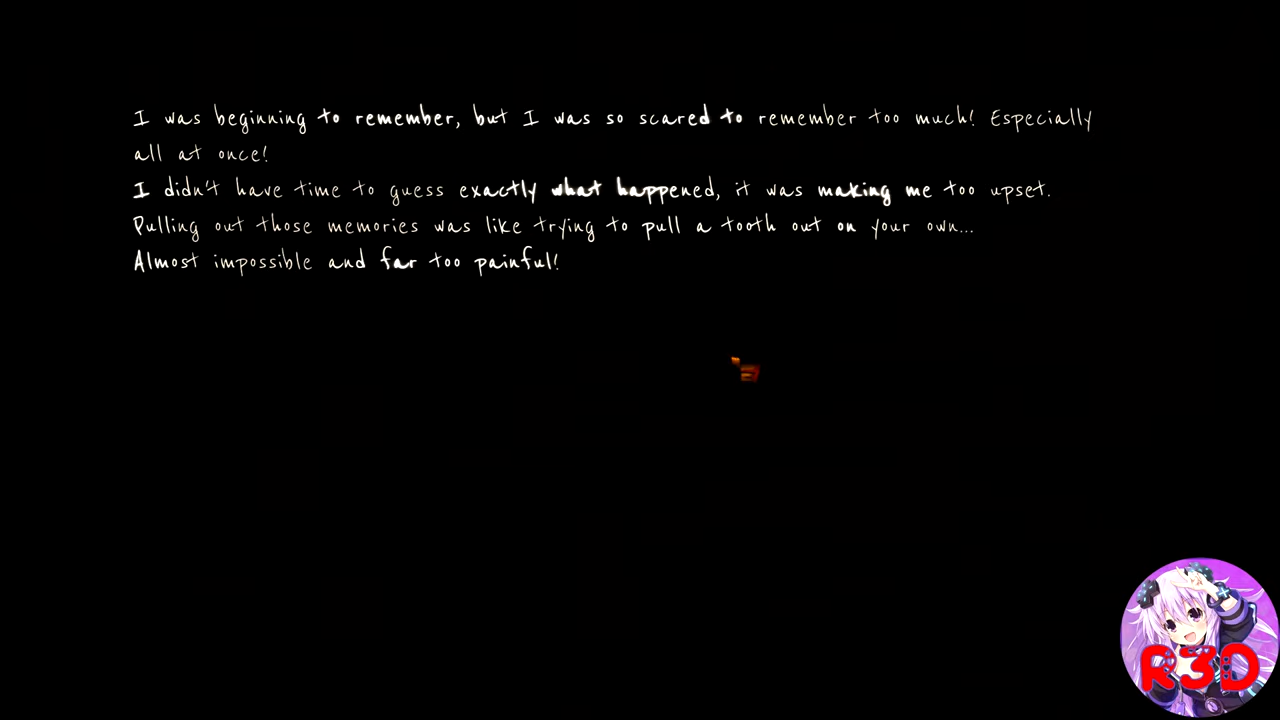 I was beginning to remember, but I was so scared to remember too much! Especially
all at once!
I didn't have time to guess exactly what happened, it was making me too upset.
Pulling out those memories was like trying to pull a tooth out on your own...
Almost impossible and far too painful!
R3D